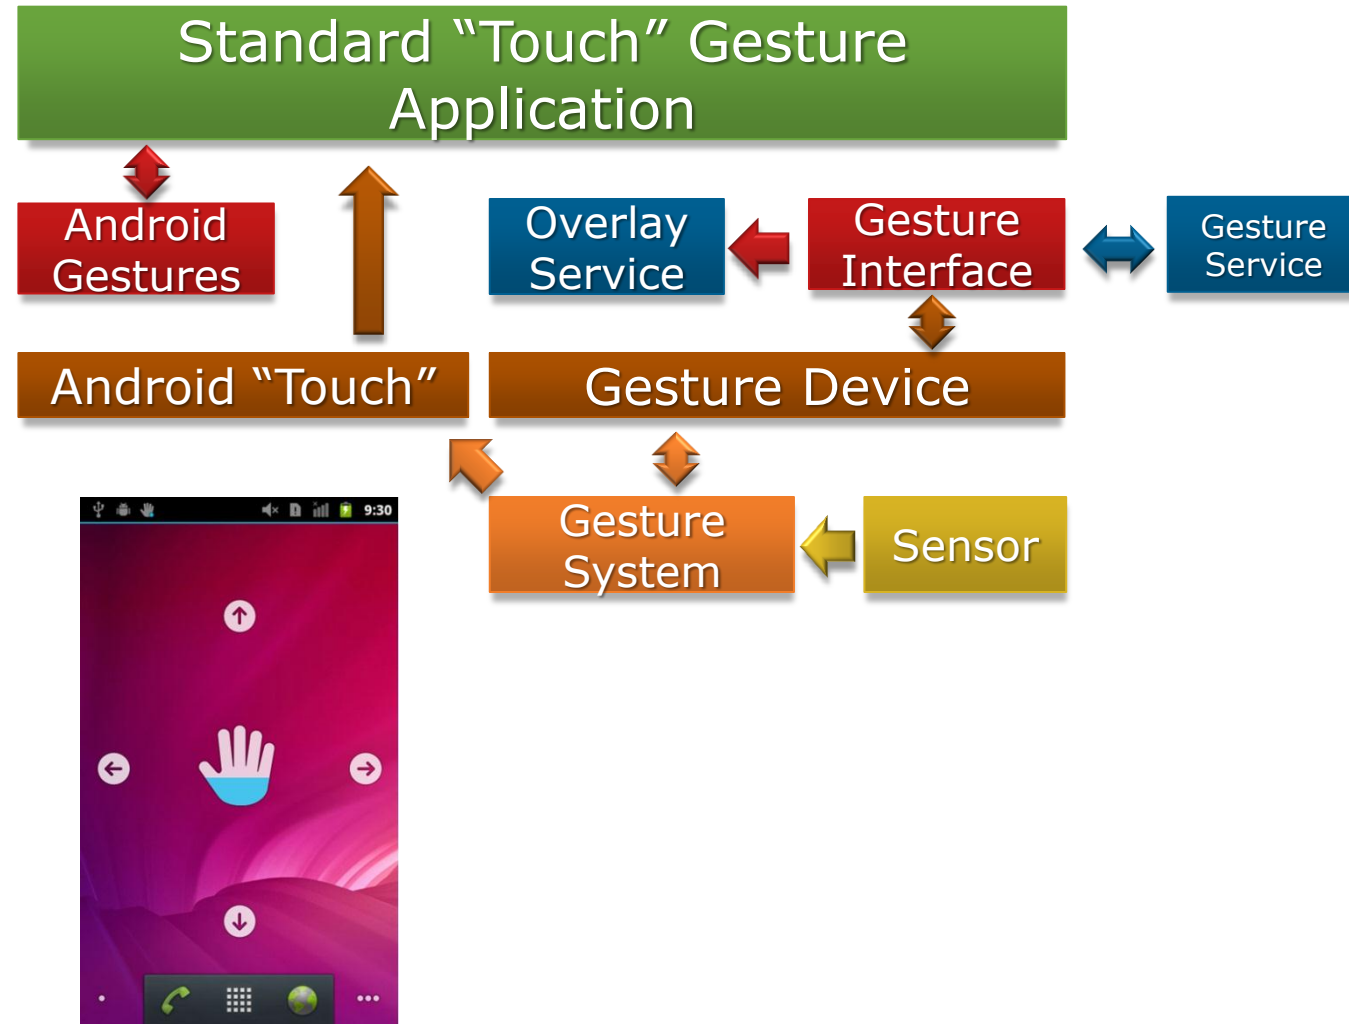 Standard “Touch” Gesture
Application
Android
Gestures
Overlay
Service
Gesture
Interface
Gesture
Service
Android “Touch”
Gesture Device
Gesture
System
Sensor
9:30